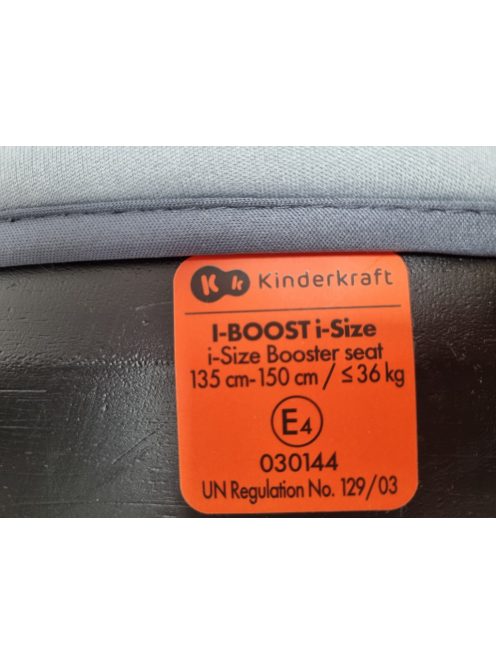 K k Kinderkraft
I-BOOST i-Size
i-Size Booster seat
135 cm-150 cm / ≤ 36 kg
E4
030144
UN Regulation No. 129/03